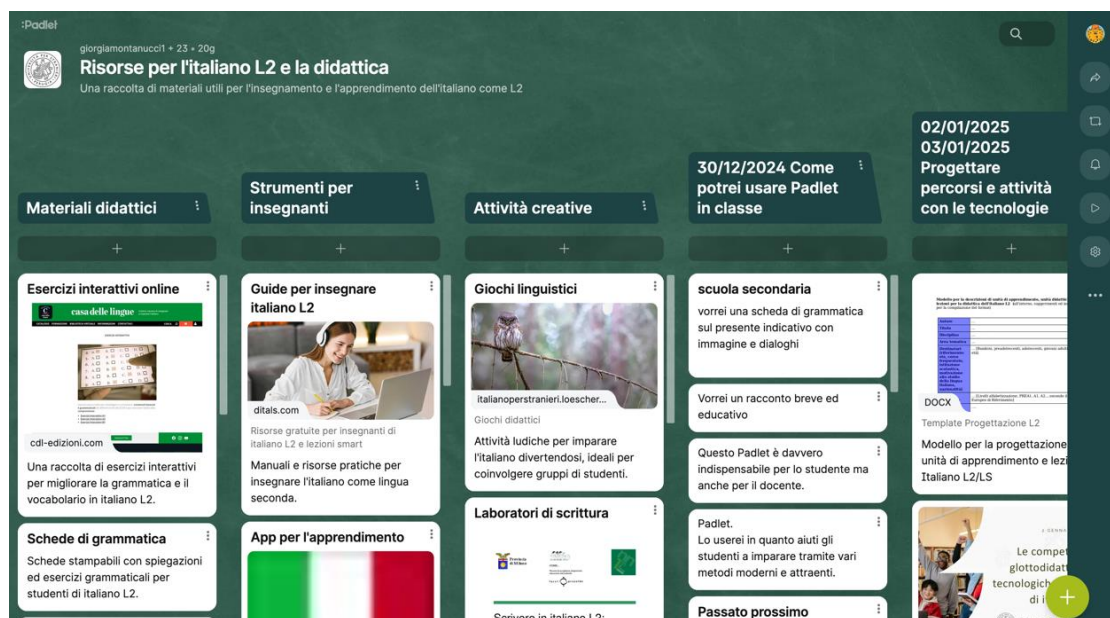 :Padlet
giorgiamontanucci1 + 23 • 20g
Risorse per l'italiano L2 e la didattica
Una raccolta di materiali utili per l'insegnamento e l'apprendimento dell'italiano come L2
Materiali didattici
Esercizi interattivi online
casa delle lingue
cdl-edizioni.com
Una raccolta di esercizi interattivi
per migliorare la grammatica e il
vocabolario in italiano L2.
Schede di grammatica
Schede stampabili con spiegazioni
ed esercizi grammaticali per
studenti di italiano L2.
Strumenti per
insegnanti
Guide per insegnare
italiano L2
ditals.com
Risorse gratuite per insegnanti di
italiano L2 e lezioni smart
Manuali e risorse pratiche per
insegnare l'italiano come lingua
seconda.
App per l'apprendimento
Attività creative
Giochi linguistici
italianoperstranieri.loescher...
Giochi didattici
Attività ludiche per imparare
l'italiano divertendosi, ideali per
coinvolgere gruppi di studenti.
Laboratori di scrittura
Scrivere in italiano L2:
30/12/2024 Come
potrei usare Padlet
in classe
scuola secondaria
vorrei una scheda di grammatica
sul presente indicativo con
immagine e dialoghi
Vorrei un racconto breve ed
educativo
Questo Padlet è davvero
indispensabile per lo studente ma
anche per il docente.
Padlet.
Lo userei in quanto aiuti gli
studenti a imparare tramite vari
metodi moderni e attraenti.
Passato prossimo
02/01/2025
03/01/2025
Progettare
percorsi e attività
con le tecnologie
DOCX
Template Progettazione L2
Modello per la progettazione
unità di apprendimento e lezi
Italiano L2/LS
Le compet
glottodidatt
tecnologich
di i